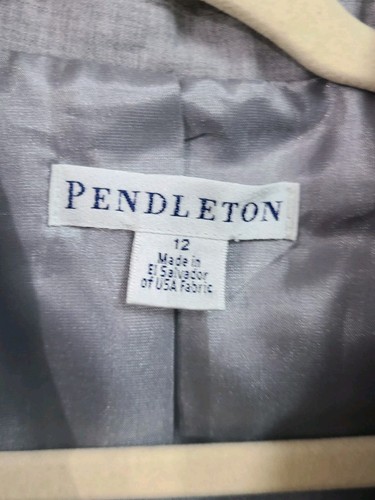 PENDLETON
12
Made in
El Salvador
of USA Fabric